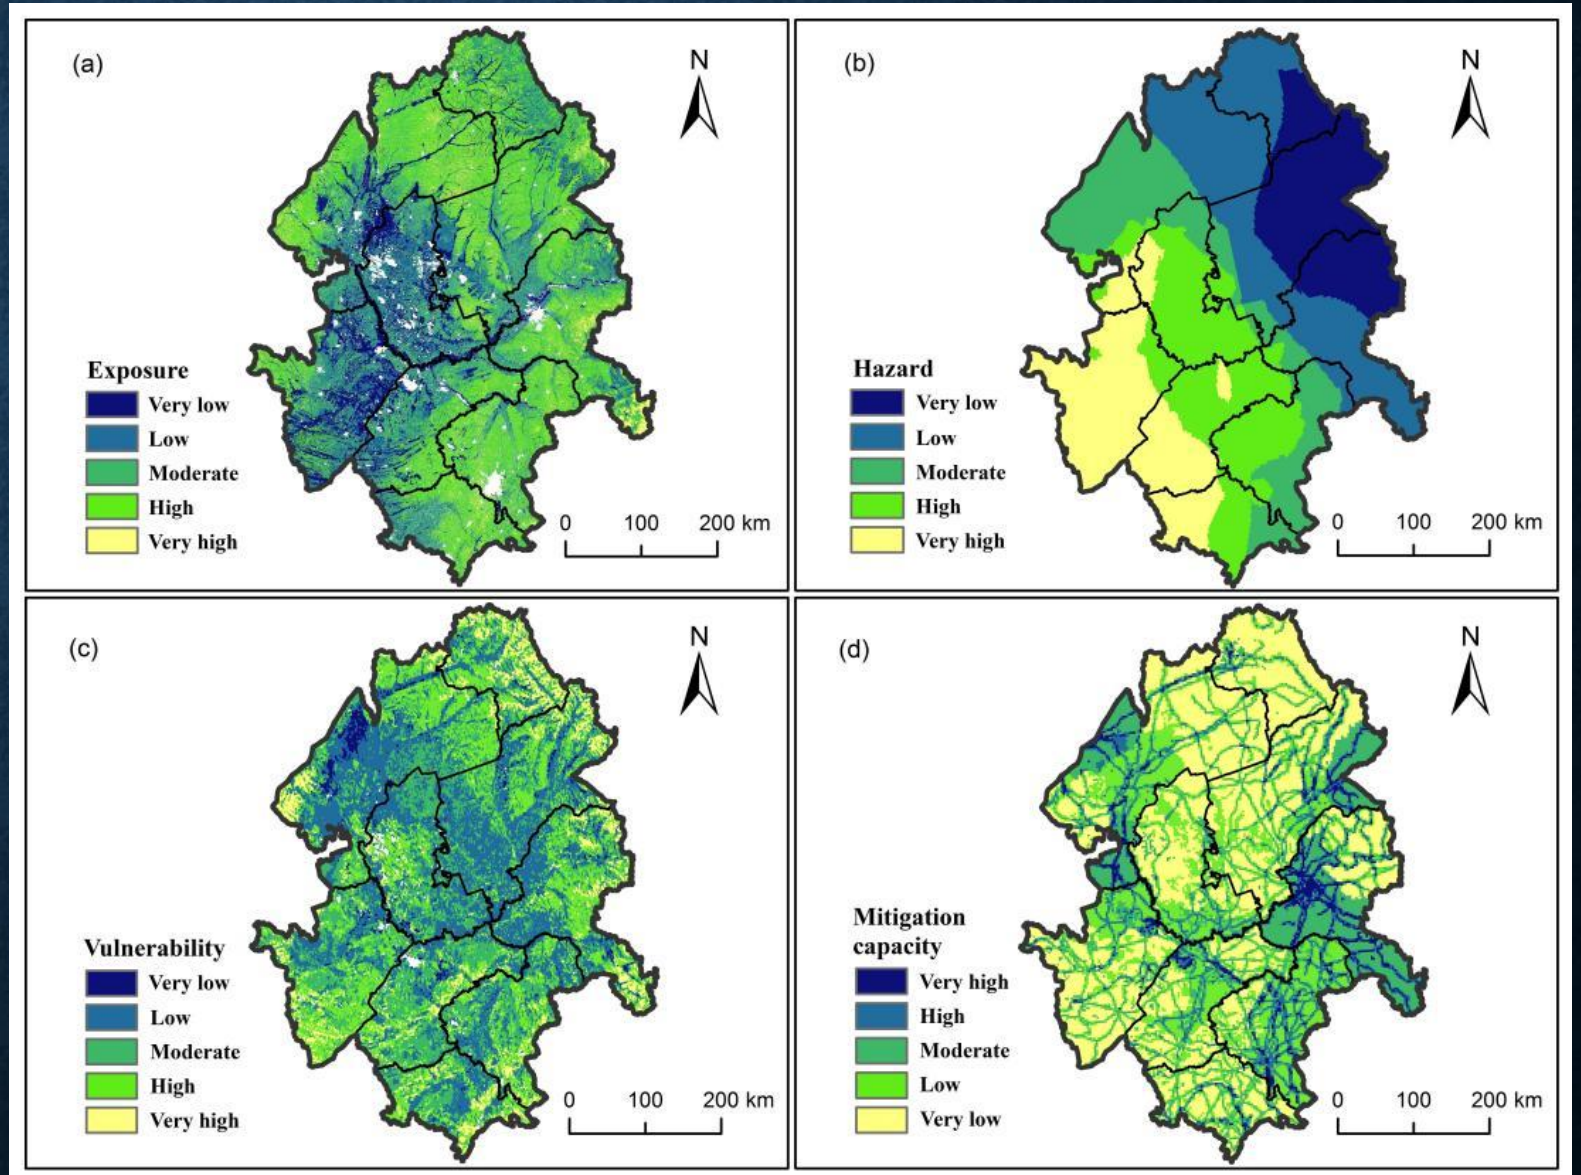 (a)
N
Exposure
Very low
Low
Moderate
High
Very high
0 100 200 km
(b)
N
Hazard
Very low
Low
Moderate
High
Very high
0 100 200 km
(c)
N
Vulnerability
Very low
Low
Moderate
High
Very high
0 100 200 km
(d)
N
Mitigation
capacity
Very high
High
Moderate
Low
Very low
0 100 200 km